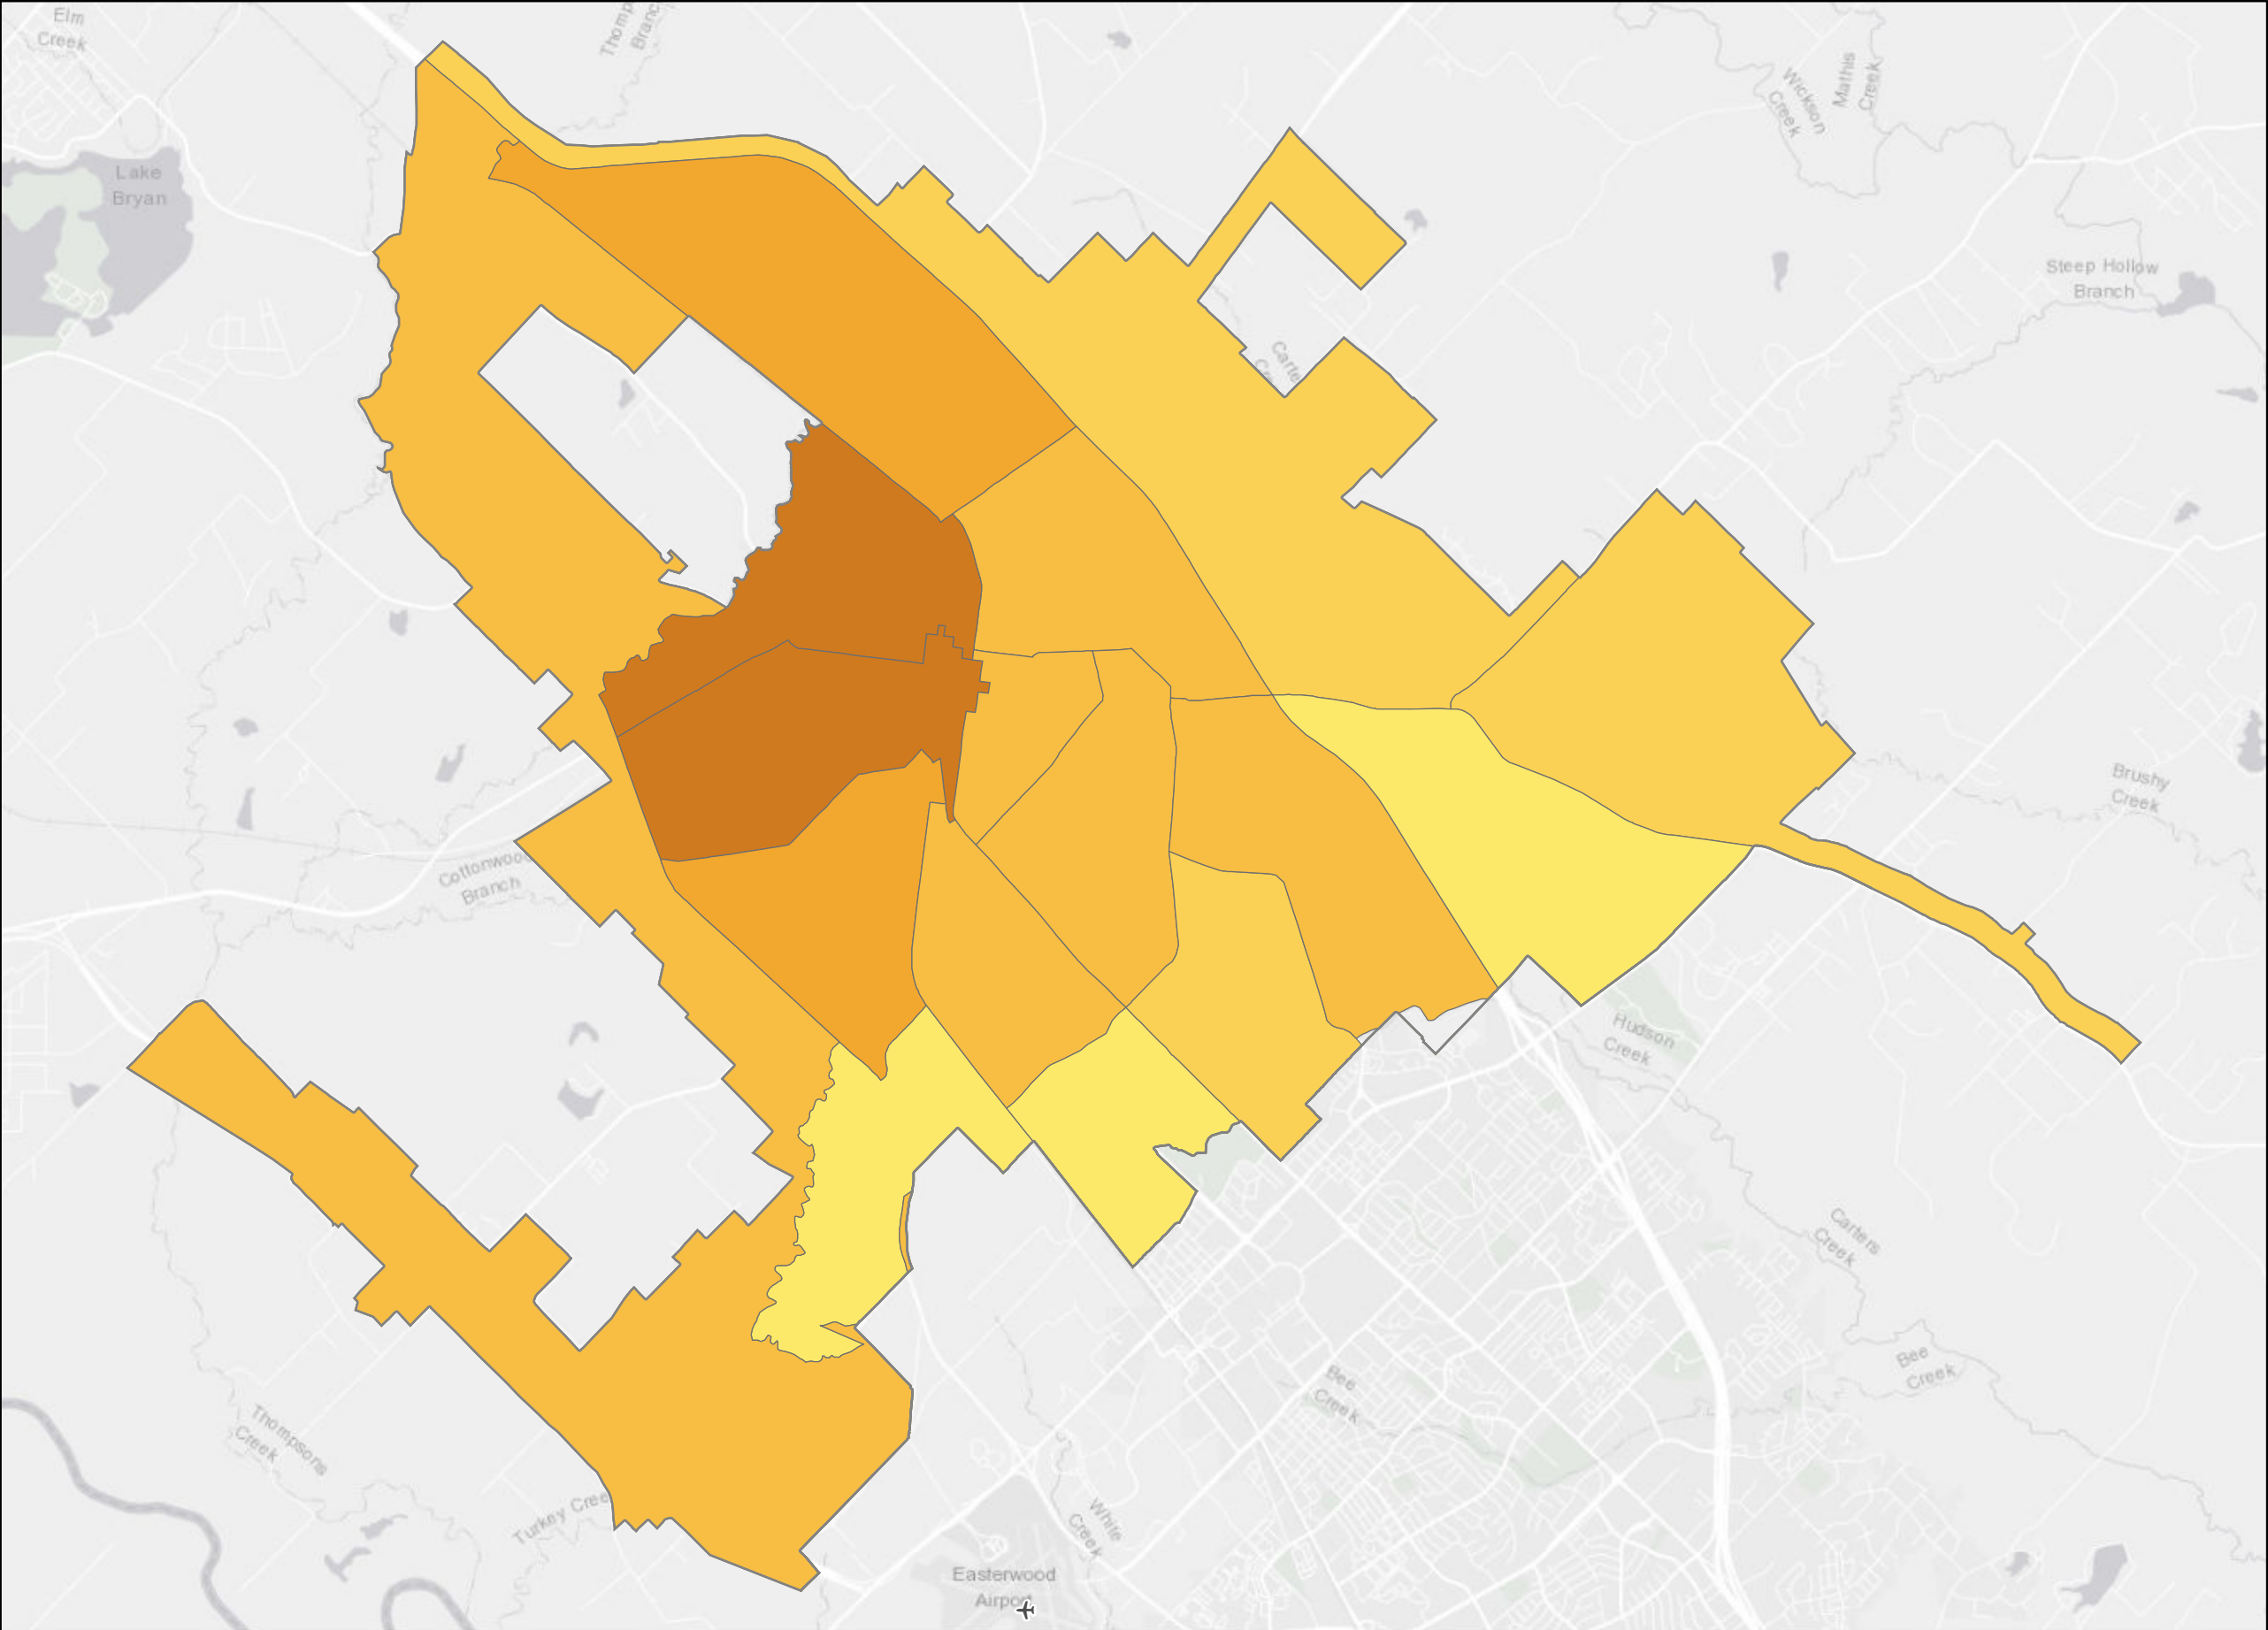 Elm
Creek
Lake
Bryan
Wickson
Creek
Mathis
Creek
Steep Hollow
Branch
Brushy
Creek
Cottonwood
Branch
Hudson
Creek
Carters
Creek
Bee
Creek
Bee
Creek
Thompsons
Creek
White
Creek
Easterwood
Airport